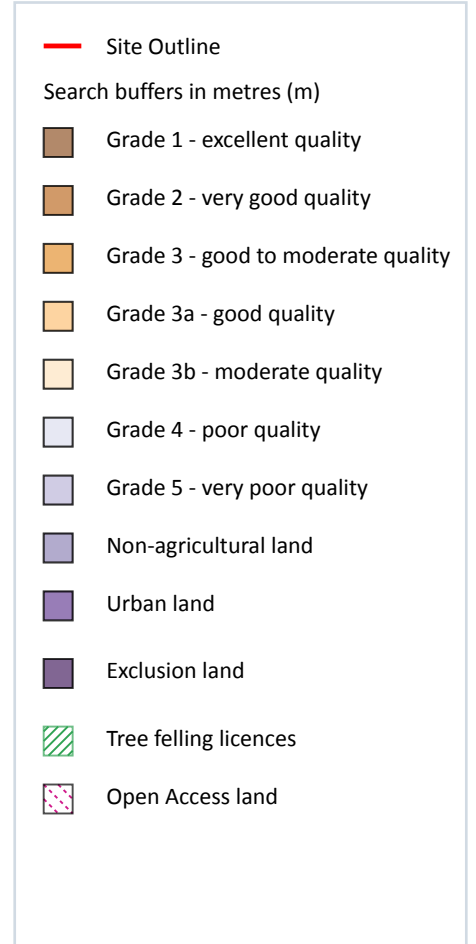 Site Outline
Search buffers in metres (m)
Grade 1 - excellent quality
Grade 2 - very good quality
Grade 3 - good to moderate quality
Grade 3a - good quality
Grade 3b - moderate quality
Grade 4 - poor quality
Grade 5 - very poor quality
Non-agricultural land
Urban land
Exclusion land
Tree felling licences
Open Access land